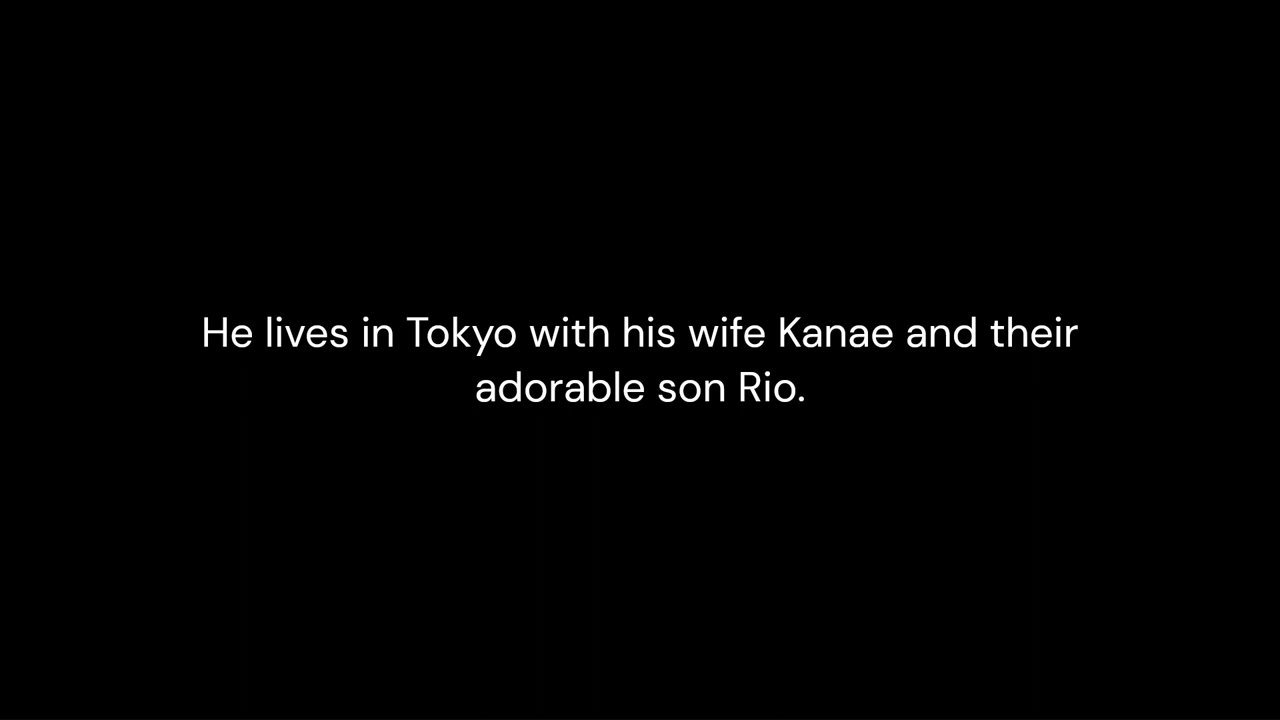 He lives in Tokyo with his wife Kanae and their
adorable son Rio.